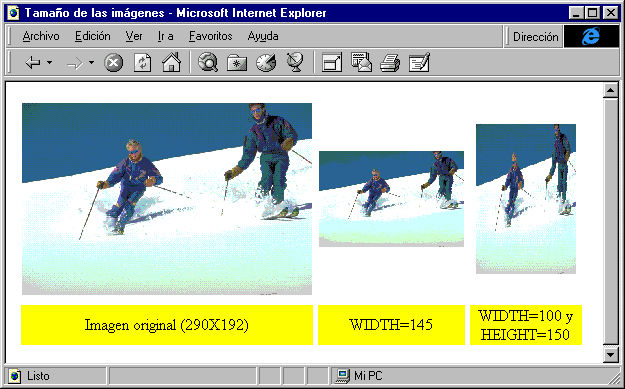 Tamaño de las imágenes - Microsoft Internet Explorer
Archivo Edición Ver Ir a Favoritos Ayuda Dirección
Imagen original (290X192)
WIDTH=145
WIDTH=100 y
HEIGHT=150
Listo Mi PC